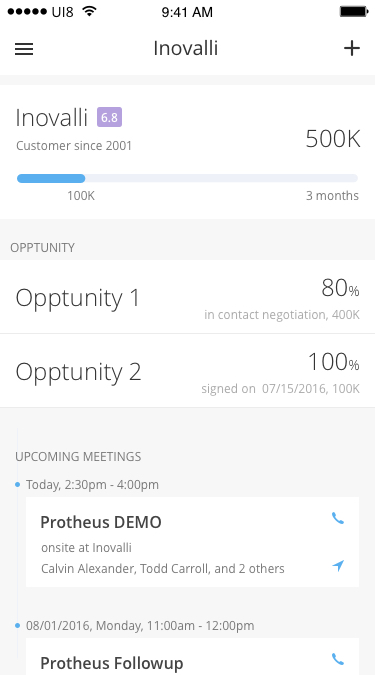 UI8 9:41 AM
Inovalli
Inovalli 6.8
Customer since 2001
500K
100K 3 months
OPPTUNITY
Opptunity 1
80%
in contact negotiation, 400K
Opptunity 2
100%
signed on 07/15/2016, 100K
UPCOMING MEETINGS
Today, 2:30pm - 4:00pm
Protheus DEMO
onsite at Inovalli
Calvin Alexander, Todd Carroll, and 2 others
08/01/2016, Monday, 11:00am - 12:00pm
Protheus Followup